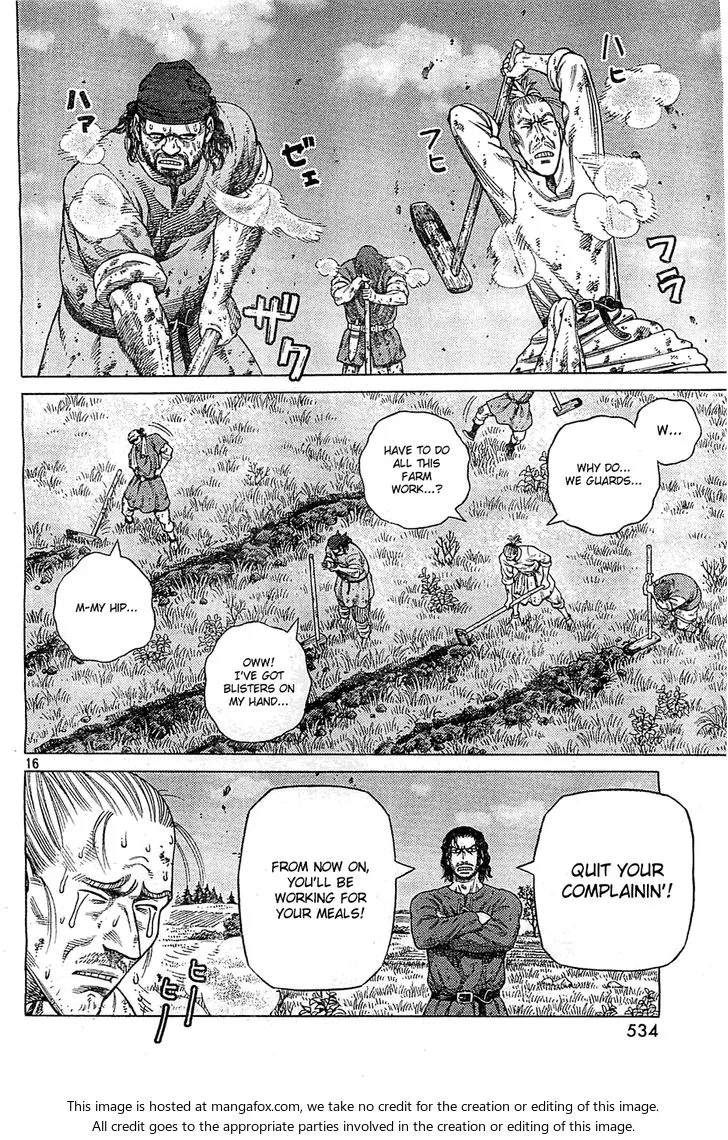 ハァ
ゼェ
ザク
フヒ
ハヒ
フラ
W...
WHY DO...
WE GUARDS...
HAVE TO DO
ALL THIS
FARM
WORK...?
M-MY HIP...
OWW!
I'VE GOT
BLISTERS ON
MY HAND...
16
QUIT YOUR
COMPLAININ'!
FROM NOW ON,
YOU'LL BE
WORKING FOR
YOUR MEALS!
ヒー
ヒー
534
This image is hosted at mangafox.com, we take no credit for the creation or editing of this image.
All credit goes to the appropriate parties involved in the creation or editing of this image.